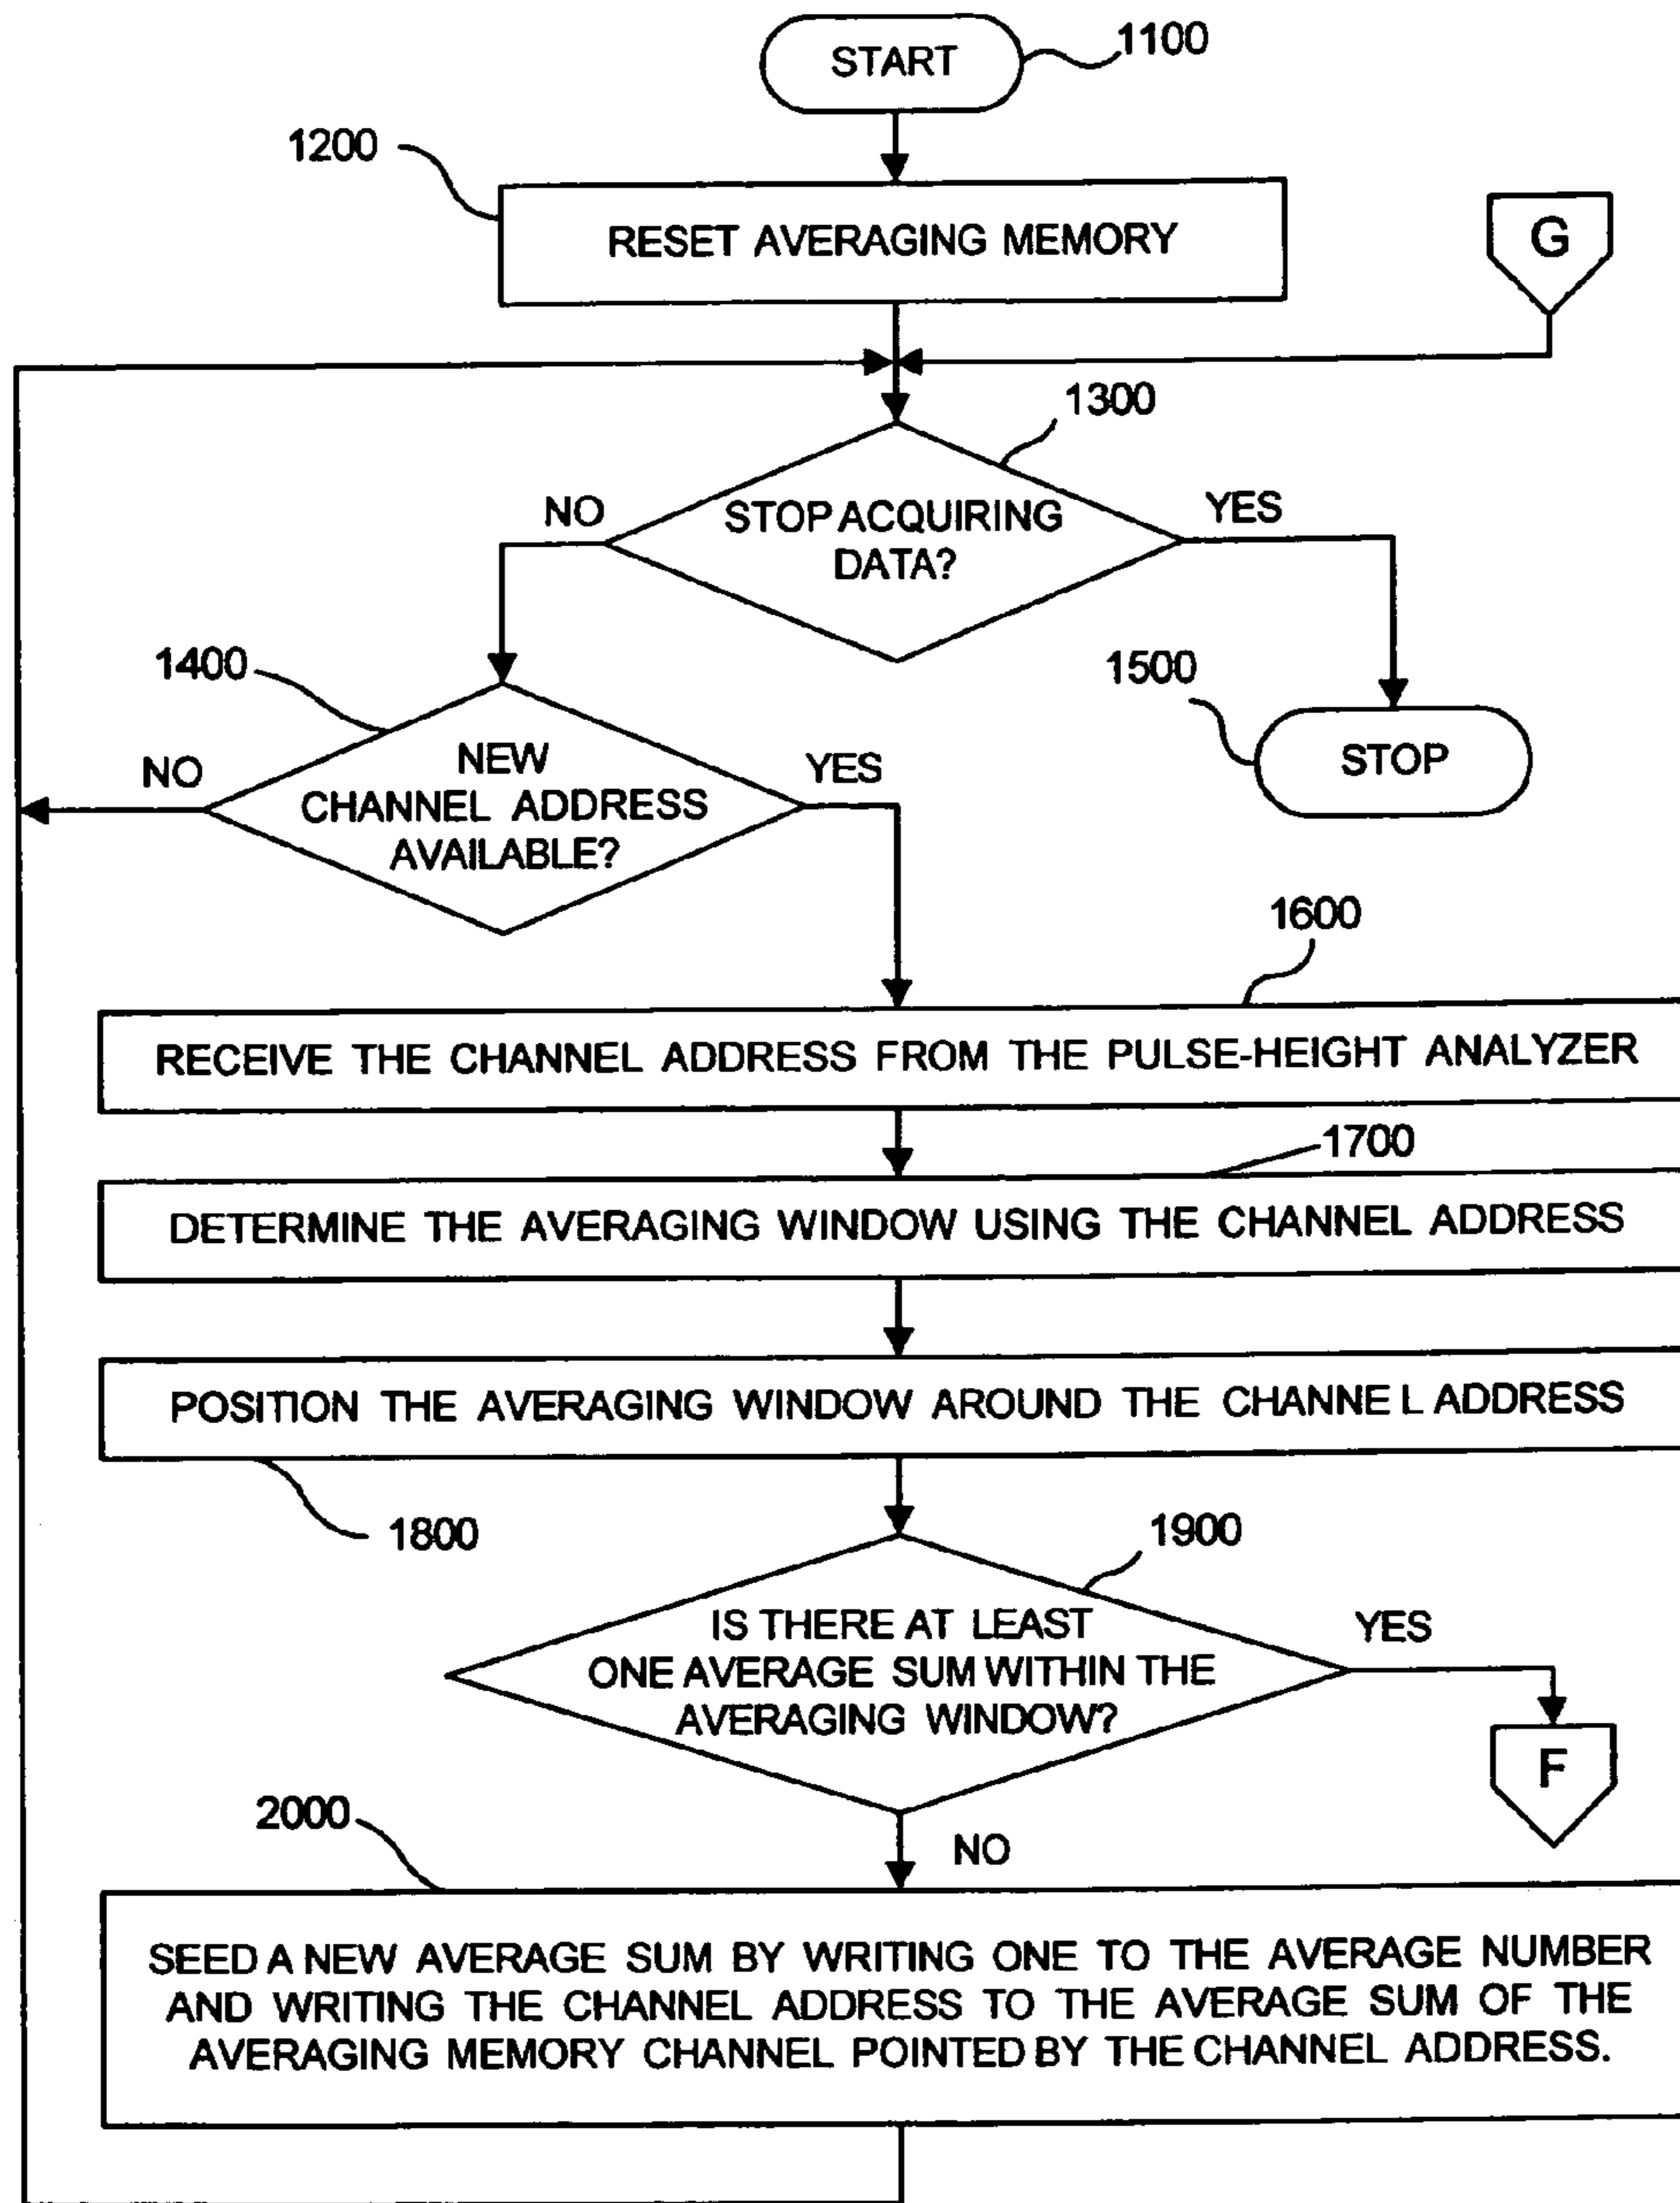 START
1100
1200
RESET AVERAGING MEMORY
G
1300
NO
STOP ACQUIRING
DATA?
YES
1400
1500
NO
NEW
CHANNEL ADDRESS
AVAILABLE?
YES
STOP
1600
RECEIVE THE CHANNEL ADDRESS FROM THE PULSE-HEIGHT ANALYZER
1700
DETERMINE THE AVERAGING WINDOW USING THE CHANNEL ADDRESS
POSITION THE AVERAGING WINDOW AROUND THE CHANNEL ADDRESS
1800
1900
IS THERE AT LEAST
ONE AVERAGE SUM WITHIN THE
AVERAGING WINDOW?
YES
F
2000
NO
SEED A NEW AVERAGE SUM BY WRITING ONE TO THE AVERAGE NUMBER
AND WRITING THE CHANNEL ADDRESS TO THE AVERAGE SUM OF THE
AVERAGING MEMORY CHANNEL POINTED BY THE CHANNEL ADDRESS.